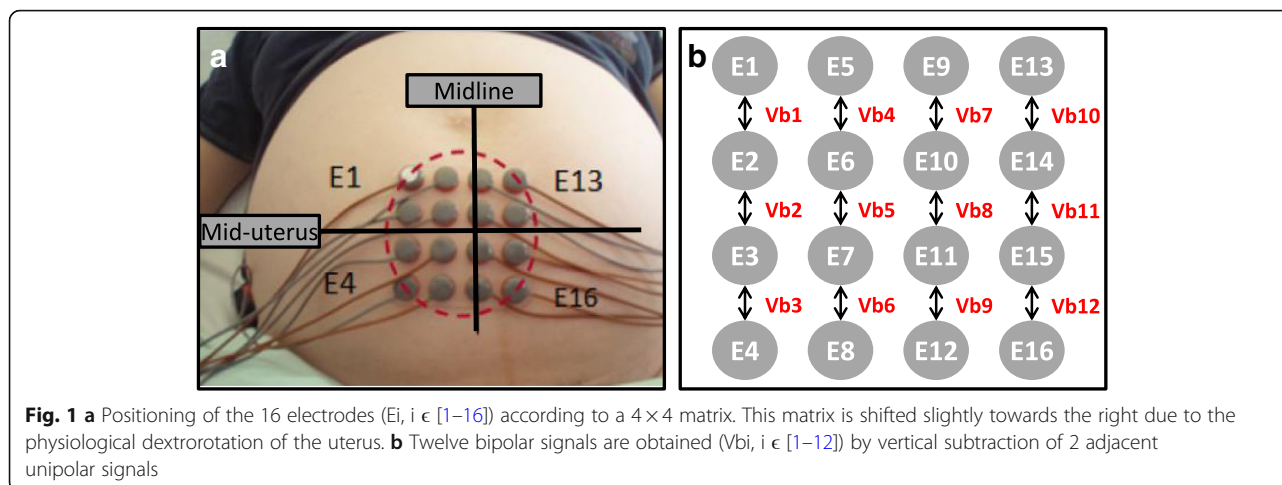 a
Midline
E1
E13
Mid-uterus
E4
E16
b
E1 E5 E9 E13
Vb1 Vb4 Vb7 Vb10
E2 E6 E10 E14
Vb2 Vb5 Vb8 Vb11
E3 E7 E11 E15
Vb3 Vb6 Vb9 Vb12
E4 E8 E12 E16
Fig. 1 a Positioning of the 16 electrodes (Ei, i ϵ [1–16]) according to a 4 × 4 matrix. This matrix is shifted slightly towards the right due to the
physiological dextrorotation of the uterus. b Twelve bipolar signals are obtained (Vbi, i ϵ [1–12]) by vertical subtraction of 2 adjacent
unipolar signals